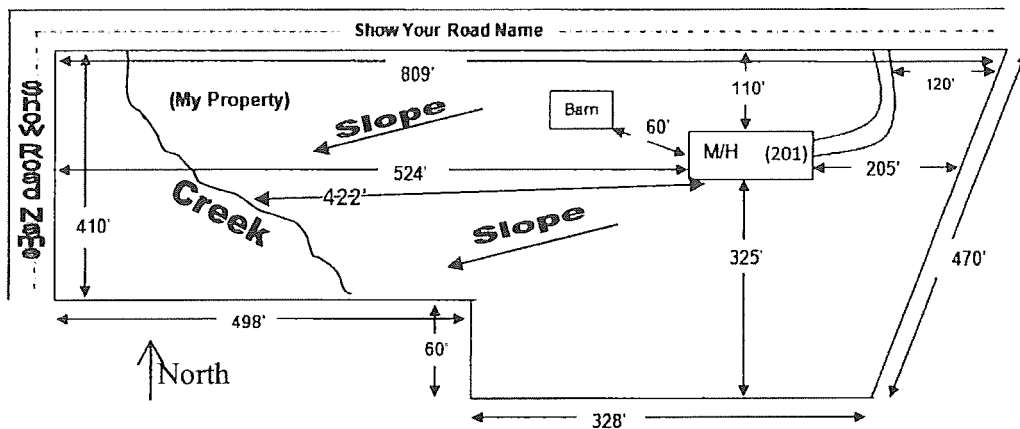 Show Your Road Name
Show Road Name
809'
110'
120'
(My Property)
Slope
Barn
60'
M/H (201)
524'
205'
422'
Creek
410'
Slope
325'
470'
498'
60'
North
328'